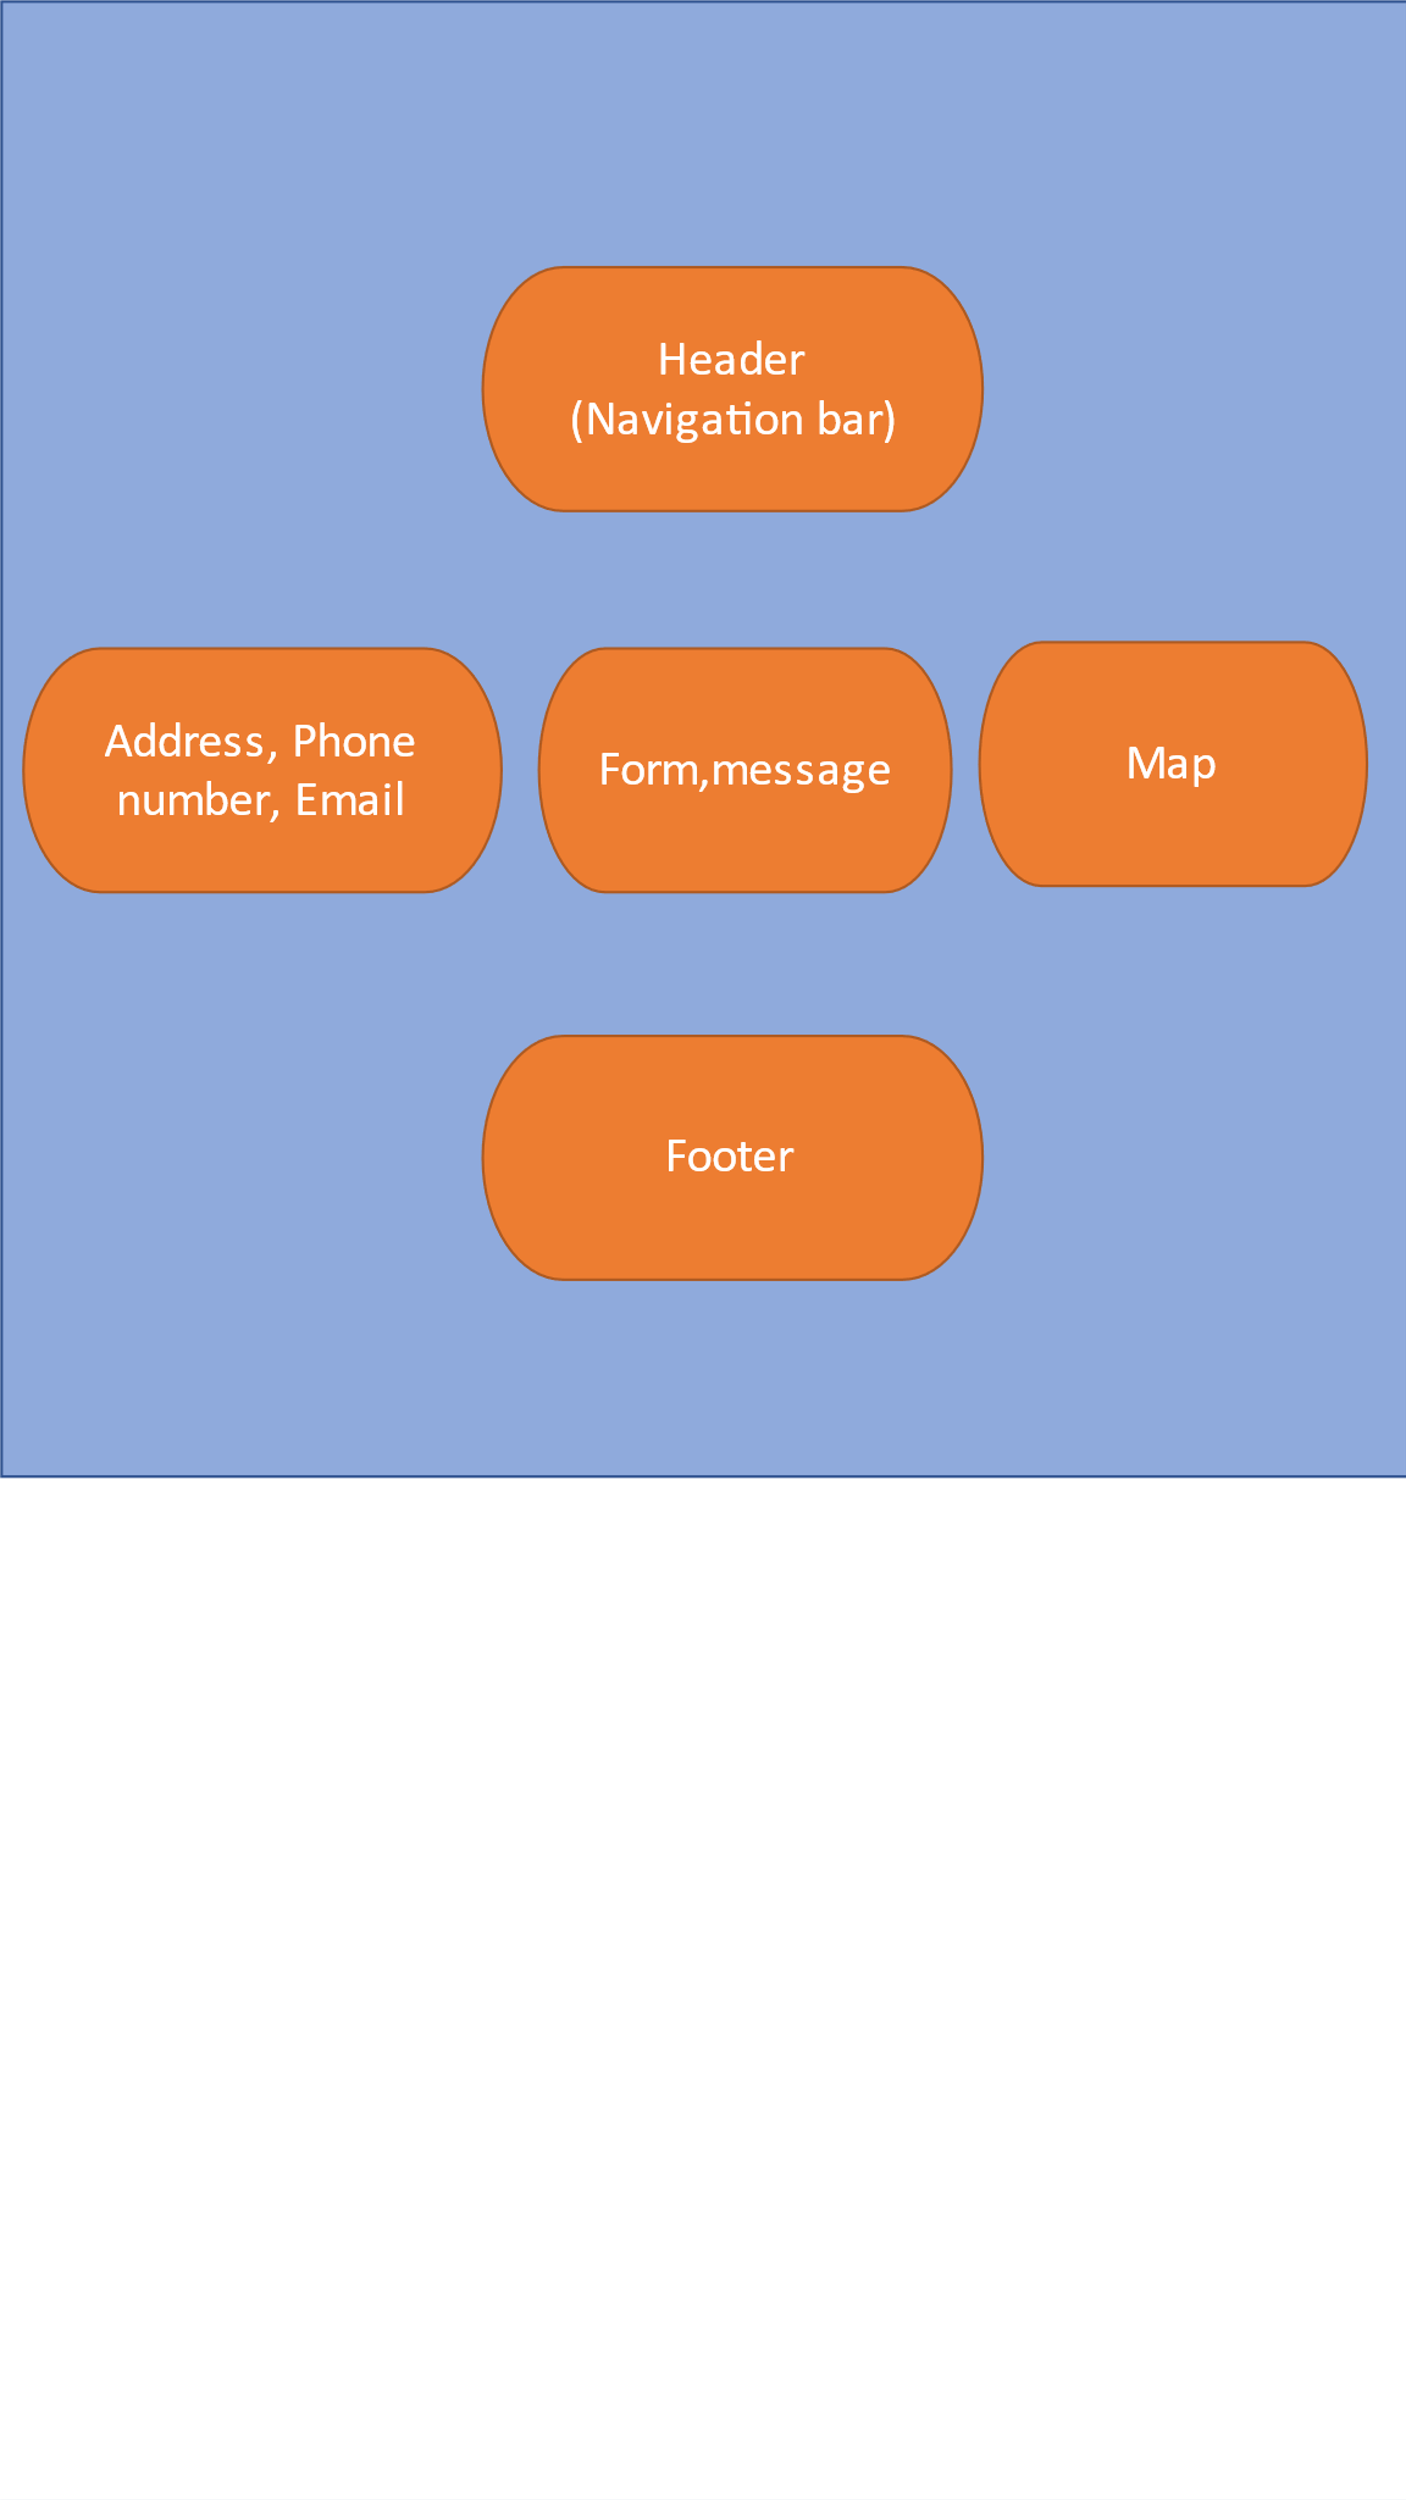 Header
(Navigation bar)
Address, Phone
number, Email
Form,message
Map
Footer